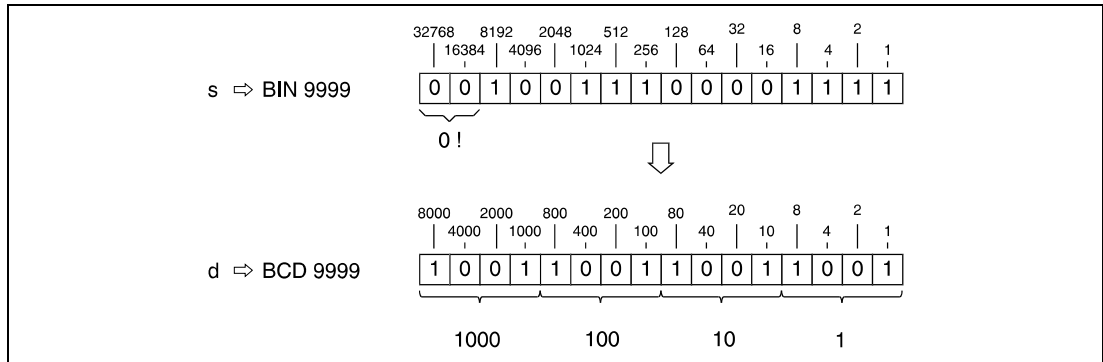 32768 8192 2048 512 128 32 8 2
16384 4096 1024 256 64 16 4 1
s ⇨ BIN 9999 0 0 1 0 0 1 1 1 0 0 0 0 1 1 1 1
0 !
8000 2000 800 200 80 20 8 2
4000 1000 400 100 40 10 4 1
d ⇨ BCD 9999 1 0 0 1 1 0 0 1 1 0 0 1 1 0 0 1
1000 100 10 1